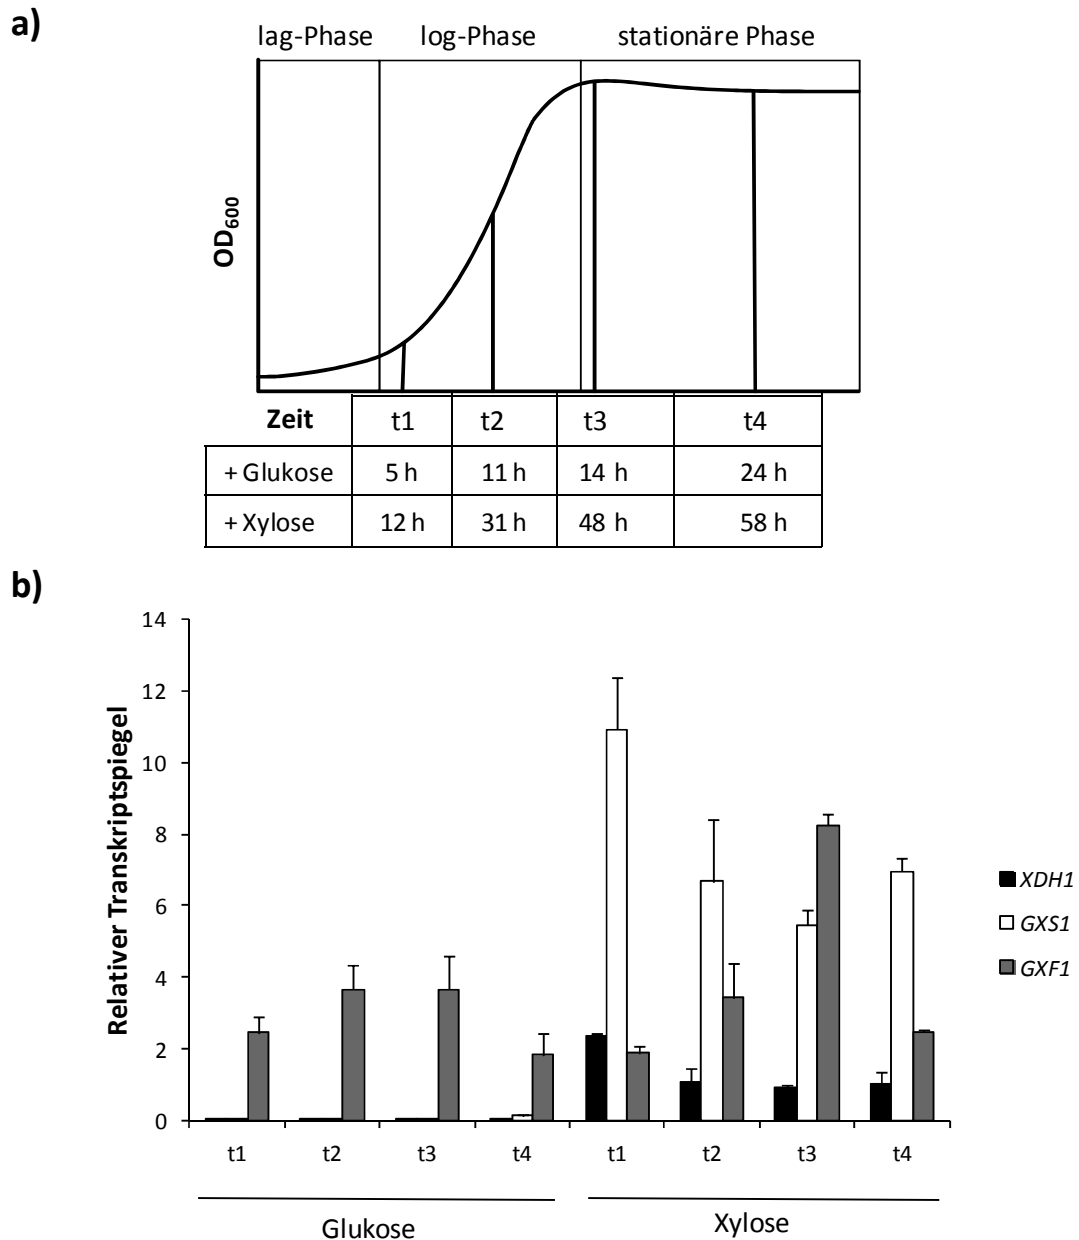 a)
lag-Phase log-Phase stationäre Phase
OD600
Zeit t1 t2 t3 t4
+ Glukose 5 h 11 h 14 h 24 h
+ Xylose 12 h 31 h 48 h 58 h
b)
Relativer Transkriptspiegel
14
12
10
8
6
4
2
0
XDH1
GXS1
GXF1
t1 t2 t3 t4 t1 t2 t3 t4
Glukose Xylose